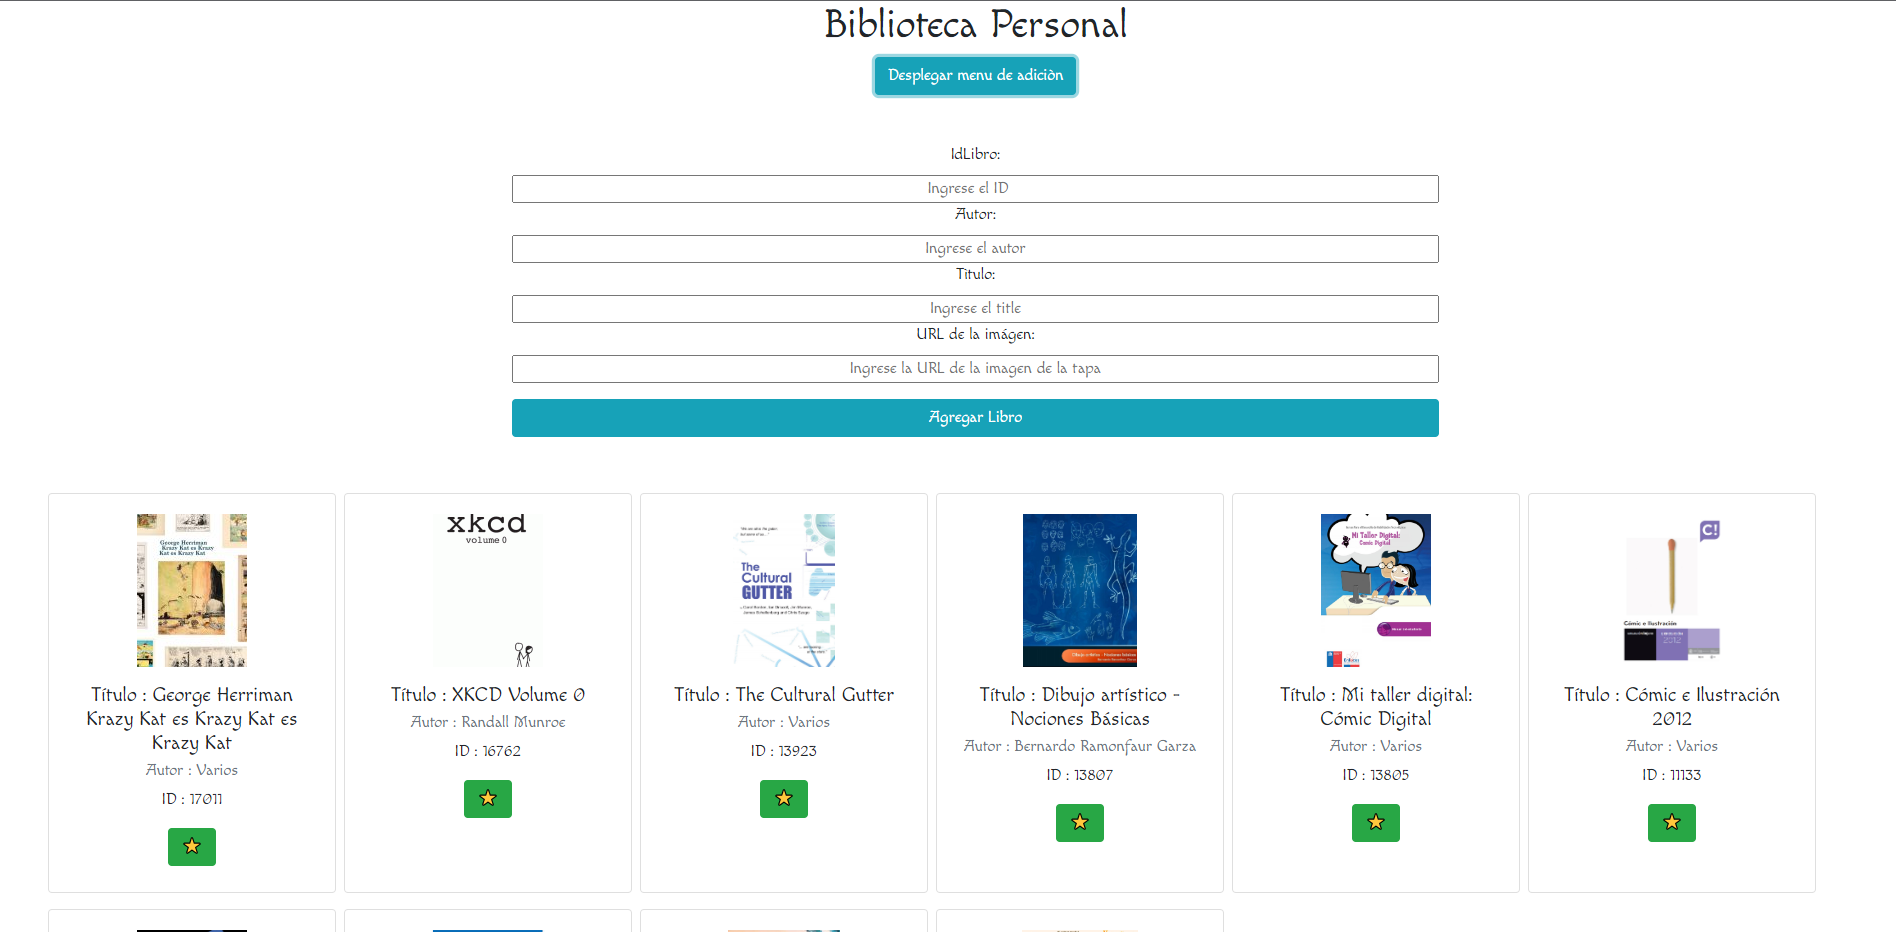 Biblioteca Personal
Desplegar menu de adiciòn
IdLibro:
Ingrese el ID
Autor:
Ingrese el autor
Titulo:
Ingrese el title
URL de la imágen:
Ingrese la URL de la imagen de la tapa
Agregar Libro
George Herriman
Krazy Kat es Krazy
Kat es Krazy Kat
Título : George Herriman
Krazy Kat es Krazy Kat es
Krazy Kat
Autor : Varios
ID : 17011
xkcd
volume 0
Título : XKCD Volume 0
Autor : Randall Munroe
ID : 16762
The
Cultural
GUTTER
Título : The Cultural Gutter
Autor : Varios
ID : 13923
Título : Dibujo artístico -
Nociones Básicas
Autor : Bernardo Ramonfaur Garza
ID : 13807
Mi Taller Digital:
Comic Digital
Título : Mi taller digital:
Cómic Digital
Autor : Varios
ID : 13805
C!
Cómic e Ilustración
2012
Título : Cómic e Ilustración
2012
Autor : Varios
ID : 11133